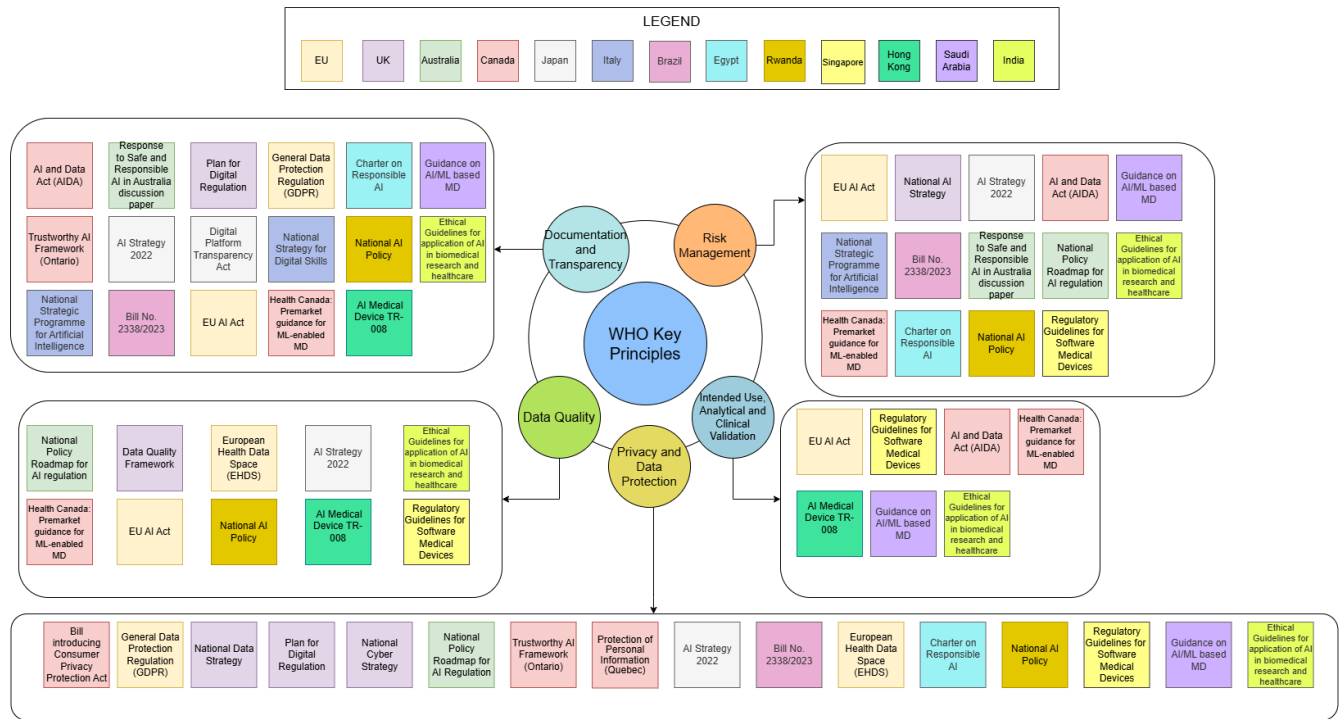 LEGEND
EU
UK
Australia
Canada
Japan
Italy
Brazil
Egypt
Rwanda
Singapore
Hong
Kong
Saudi
Arabia
India
AI and Data
Act (AIDA)
Response
to Safe and
Responsible
AI in Australia
discussion
paper
Plan for
Digital
Regulation
General Data
Protection
Regulation
(GDPR)
Charter on
Responsible
AI
Guidance on
AI/ML based
MD
Trustworthy AI
Framework
(Ontario)
AI Strategy
2022
Digital
Platform
Transparency
Act
National
Strategy for
Digital Skills
National AI
Policy
Ethical
Guidelines for
application of AI
in biomedical
research and
healthcare
National
Strategic
Programme
for Artificial
Intelligence
Bill No.
2338/2023
EU AI Act
Health Canada:
Premarket
guidance for
ML-enabled
MD
AI Medical
Device TR-
008
Documentation
and
Transparency
Risk
Management
WHO Key
Principles
Data Quality
Intended Use,
Analytical and
Clinical
Validation
Privacy and
Data
Protection
EU AI Act
National AI
Strategy
AI Strategy
2022
AI and Data
Act (AIDA)
Guidance on
AI/ML based
MD
National
Strategic
Programme
for Artificial
Intelligence
Bill No.
2338/2023
Response
to Safe and
Responsible
AI in Australia
discussion
paper
National
Policy
Roadmap for
AI regulation
Ethical
Guidelines for
application of AI
in biomedical
research and
healthcare
Health Canada:
Premarket
guidance for
ML-enabled
MD
Charter on
Responsible
AI
National AI
Policy
Regulatory
Guidelines for
Software
Medical
Devices
National
Policy
Roadmap for
AI regulation
Data Quality
Framework
European
Health Data
Space
(EHDS)
AI Strategy
2022
Ethical
Guidelines for
application of AI
in biomedical
research and
healthcare
Health Canada:
Premarket
guidance for
ML-enabled
MD
EU AI Act
National AI
Policy
AI Medical
Device TR-
008
Regulatory
Guidelines for
Software
Medical
Devices
EU AI Act
Regulatory
Guidelines for
Software
Medical
Devices
AI and Data
Act (AIDA)
Health Canada:
Premarket
guidance for
ML-enabled
MD
AI Medical
Device TR-
008
Guidance on
AI/ML based
MD
Ethical
Guidelines for
application of AI
in biomedical
research and
healthcare
Bill
introducing
Consumer
Privacy
Protection Act
General Data
Protection
Regulation
(GDPR)
National Data
Strategy
Plan for
Digital
Regulation
National
Cyber
Strategy
National
Policy
Roadmap for
AI Regulation
Trustworthy AI
Framework
(Ontario)
Protection of
Personal
Information
(Quebec)
AI Strategy
2022
Bill No.
2338/2023
European
Health Data
Space
(EHDS)
Charter on
Responsible
AI
National AI
Policy
Regulatory
Guidelines for
Software
Medical
Devices
Guidance on
AI/ML based
MD
Ethical
Guidelines for
application of AI
in biomedical
research and
healthcare